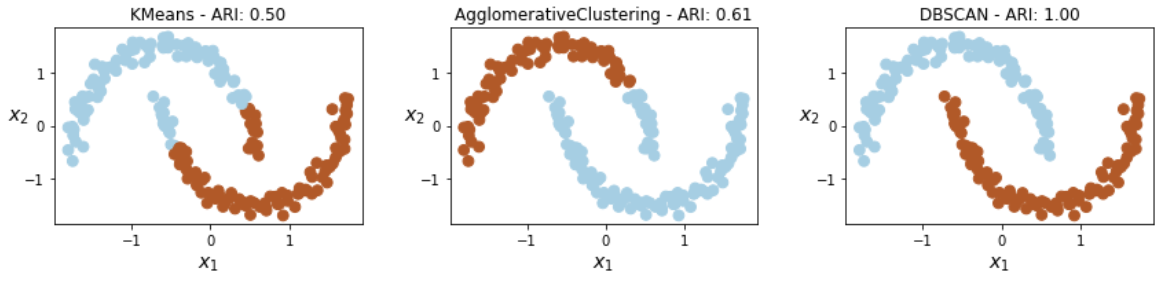 KMeans - ARI: 0.50
x₂
1
0
−1
−1 0 1
x₁
AgglomerativeClustering - ARI: 0.61
x₂
1
0
−1
−1 0 1
x₁
DBSCAN - ARI: 1.00
x₂
1
0
−1
−1 0 1
x₁